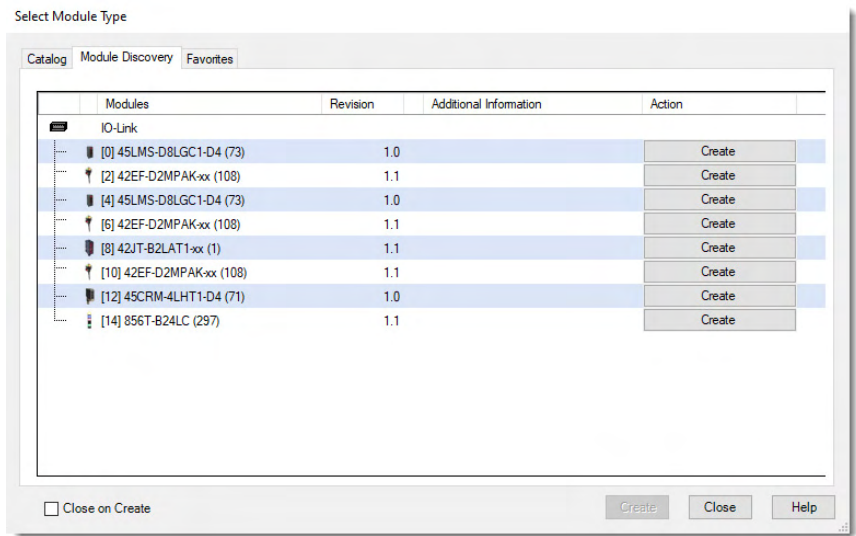 Select Module Type
Catalog Module Discovery Favorites
Modules Revision Additional Information Action
IO-Link
[0] 45LMS-D8LGC1-D4 (73) 1.0 Create
[2] 42EF-D2MPAK-xx (108) 1.1 Create
[4] 45LMS-D8LGC1-D4 (73) 1.0 Create
[6] 42EF-D2MPAK-xx (108) 1.1 Create
[8] 42JT-B2LAT1-xx (1) 1.1 Create
[10] 42EF-D2MPAK-xx (108) 1.1 Create
[12] 45CRM-4LHT1-D4 (71) 1.0 Create
[14] 856T-B24LC (297) 1.1 Create
Close on Create Create Close Help